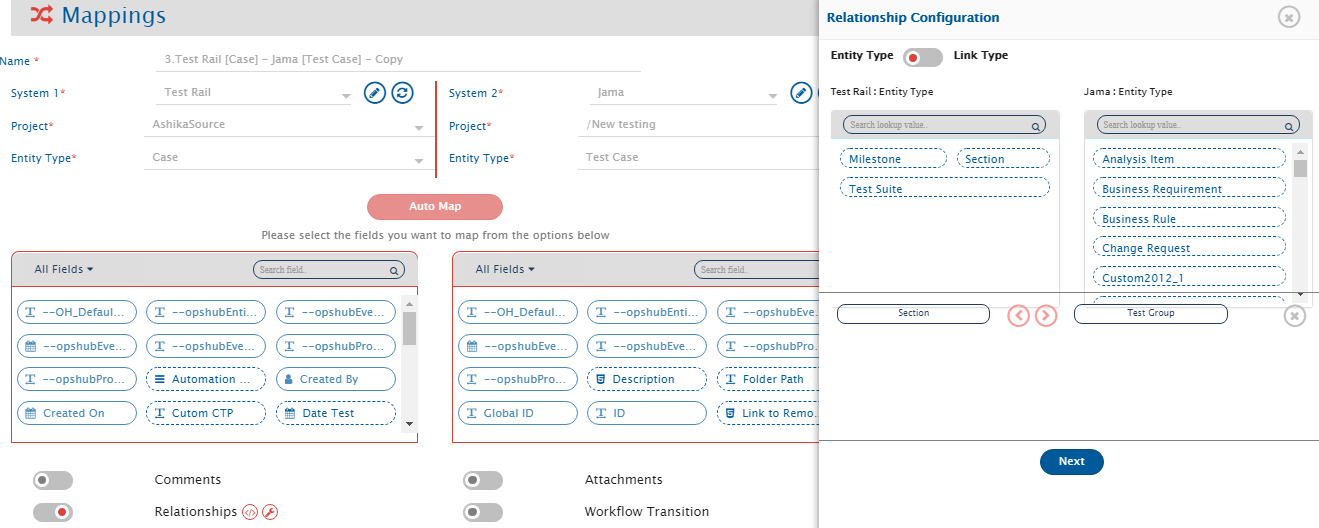 Mappings
Name *
3.Test Rail [Case] - Jama [Test Case] - Copy
System 1*
Test Rail
System 2*
Jama
Project*
AshikaSource
Project*
/New testing
Entity Type*
Case
Entity Type*
Test Case
Auto Map
Please select the fields you want to map from the options below
All Fields
Search field..
--OH_Defaul...
--opshubEnti...
--opshubEve...
--opshubEve...
--opshubEve...
--opshubPro...
--opshubPro...
Automation ...
Created By
Created On
Cutom CTP
Date Test
All Fields
Search field..
--OH_Defaul...
--opshubEnti...
--opshubEve...
--opshubEve...
--opshubEve...
--opshubPro...
--opshubPro...
Description
Folder Path
Global ID
ID
Link to Remo...
Comments
Attachments
Relationships
Workflow Transition
Relationship Configuration
Entity Type
Link Type
Test Rail : Entity Type
Search lookup value..
Milestone
Section
Test Suite
Jama : Entity Type
Search lookup value..
Analysis Item
Business Requirement
Business Rule
Change Request
Custom2012_1
Section
Test Group
Next